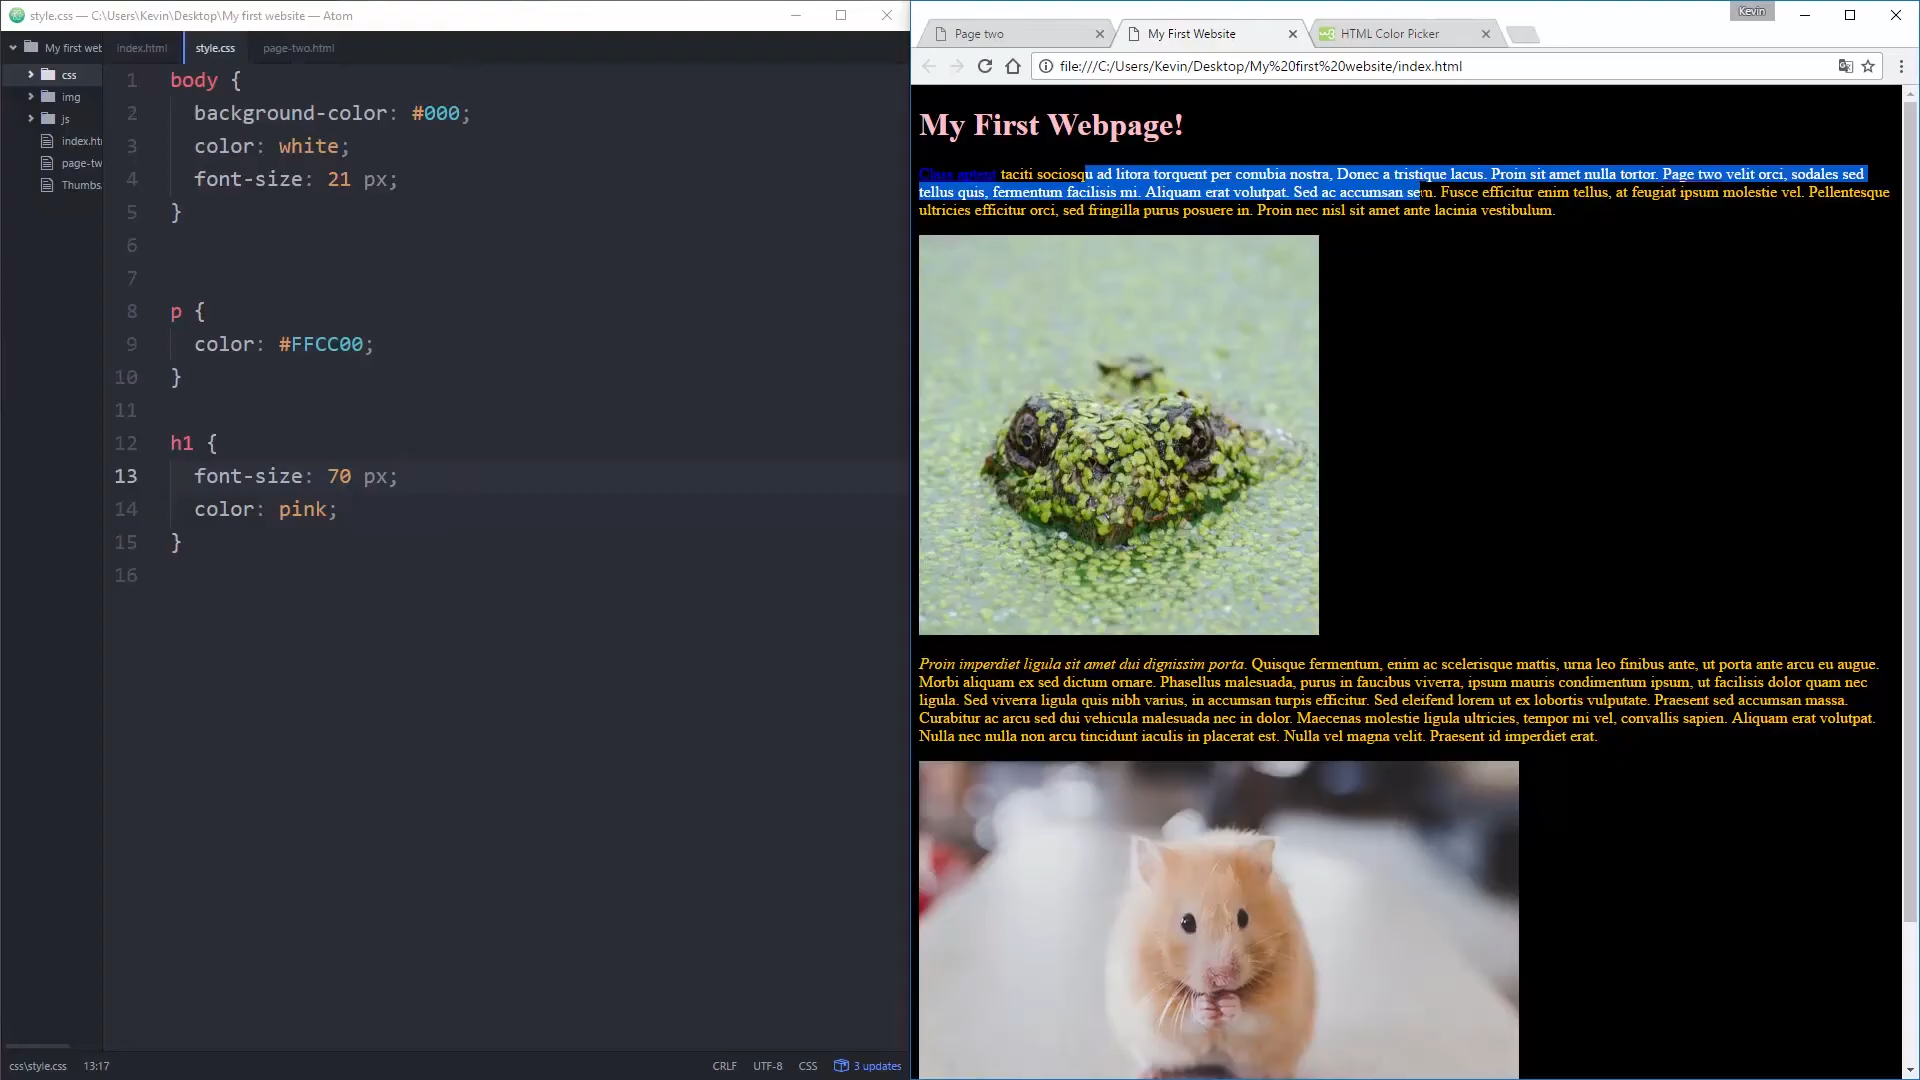 style.css — C:\Users\Kevin\Desktop\My first website — Atom
My first web
css
img
js
index.ht
page-tw
Thumbs.
index.html
style.css
page-two.html
1 body {
2 background-color: #000;
3 color: white;
4 font-size: 21 px;
5 }
6
7
8 p {
9 color: #FFCC00;
10 }
11
12 h1 {
13 font-size: 70 px;
14 color: pink;
15 }
16
css\style.css 13:17
CRLF UTF-8 CSS 3 updates
Kevin
Page two
My First Website
HTML Color Picker
file:///C:/Users/Kevin/Desktop/My%20first%20website/index.html
My First Webpage!
Class aptent taciti sociosqu ad litora torquent per conubia nostra, Donec a tristique lacus. Proin sit amet nulla tortor. Page two velit orci, sodales sed
tellus quis, fermentum facilisis mi. Aliquam erat volutpat. Sed ac accumsan sem. Fusce efficitur enim tellus, at feugiat ipsum molestie vel. Pellentesque
ultricies efficitur orci, sed fringilla purus posuere in. Proin nec nisl sit amet ante lacinia vestibulum.
Proin imperdiet ligula sit amet dui dignissim porta. Quisque fermentum, enim ac scelerisque mattis, urna leo finibus ante, ut porta ante arcu eu augue.
Morbi aliquam ex sed dictum ornare. Phasellus malesuada, purus in faucibus viverra, ipsum mauris condimentum ipsum, ut facilisis dolor quam nec
ligula. Sed viverra ligula quis nibh varius, in accumsan turpis efficitur. Sed eleifend lorem ut ex lobortis vulputate. Praesent sed accumsan massa.
Curabitur ac arcu sed dui vehicula malesuada nec in dolor. Maecenas molestie ligula ultricies, tempor mi vel, convallis sapien. Aliquam erat volutpat.
Nulla nec nulla non arcu tincidunt iaculis in placerat est. Nulla vel magna velit. Praesent id imperdiet erat.